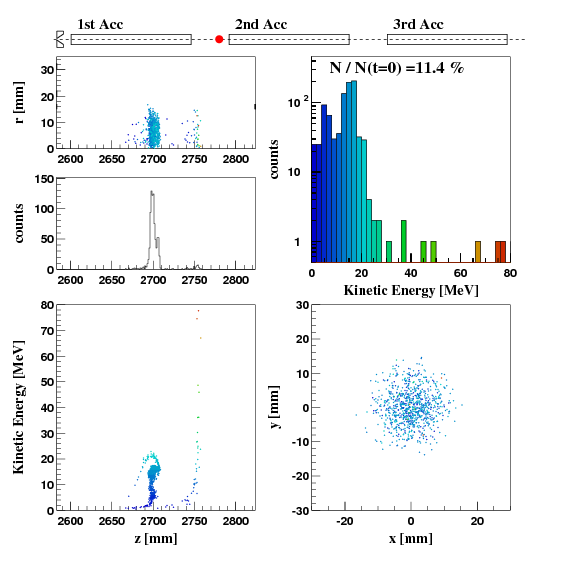 1st Acc 2nd Acc 3rd Acc
r [mm]
30
20
10
0
2600 2650 2700 2750 2800
counts
150
100
50
0
2600 2650 2700 2750 2800
N / N(t=0) =11.4 %
counts
10^2
10
1
0 20 40 60 80
Kinetic Energy [MeV]
Kinetic Energy [MeV]
80
70
60
50
40
30
20
10
0
2600 2650 2700 2750 2800
z [mm]
y [mm]
30
20
10
0
-10
-20
-30
-20 0 20
x [mm]